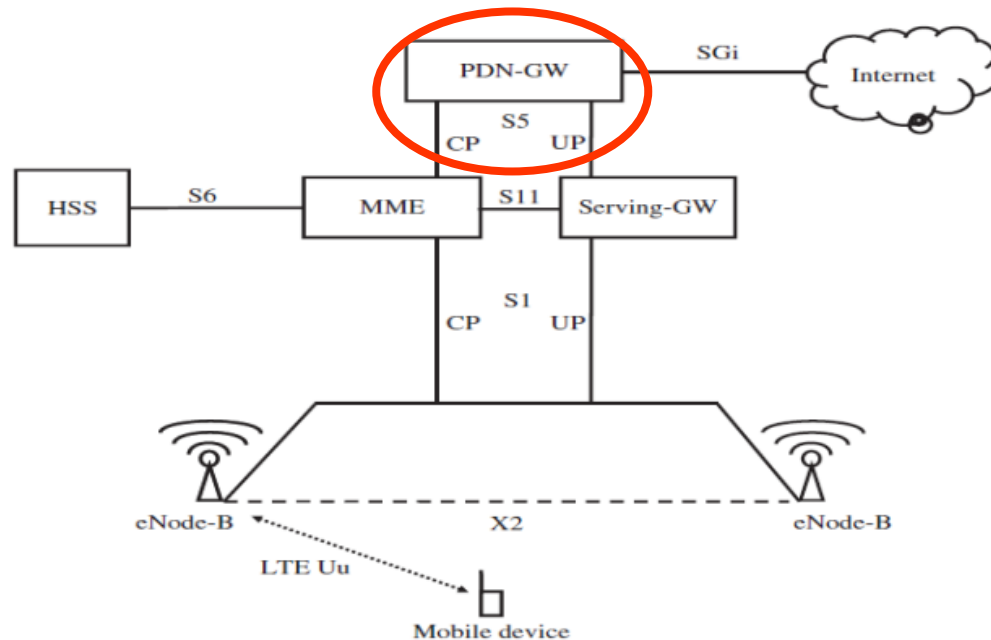 SGi
PDN-GW
Internet
S5
CP UP
S6
S11
HSS
MME
Serving-GW
S1
CP UP
eNode-B
X2
eNode-B
LTE Uu
Mobile device